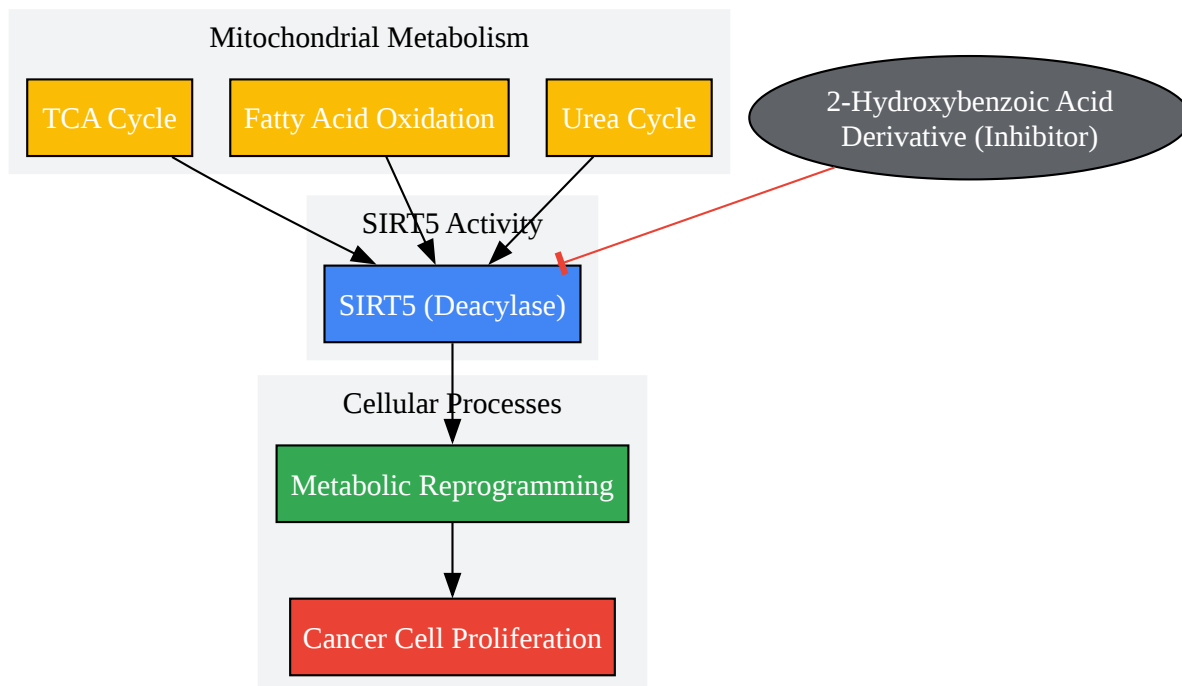 Mitochondrial Metabolism
TCA Cycle
Fatty Acid Oxidation
Urea Cycle
2-Hydroxybenzoic Acid
Derivative (Inhibitor)
SIRT5 Activity
SIRT5 (Deacylase)
Cellular Processes
Metabolic Reprogramming
Cancer Cell Proliferation